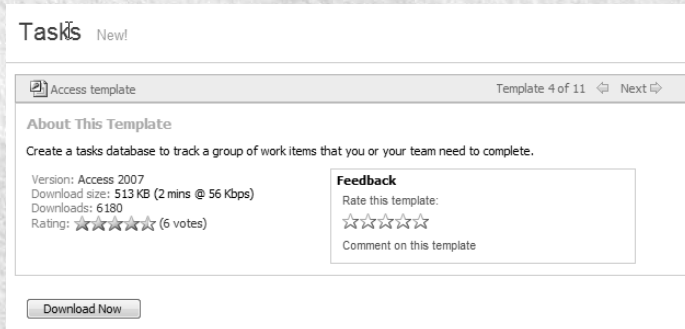 Tasks New!
Access template Template 4 of 11 Next
About This Template
Create a tasks database to track a group of work items that you or your team need to complete.
Version: Access 2007
Download size: 513 KB (2 mins @ 56 Kbps)
Downloads: 6180
Rating: (6 votes)
Feedback
Rate this template:
Comment on this template
Download Now